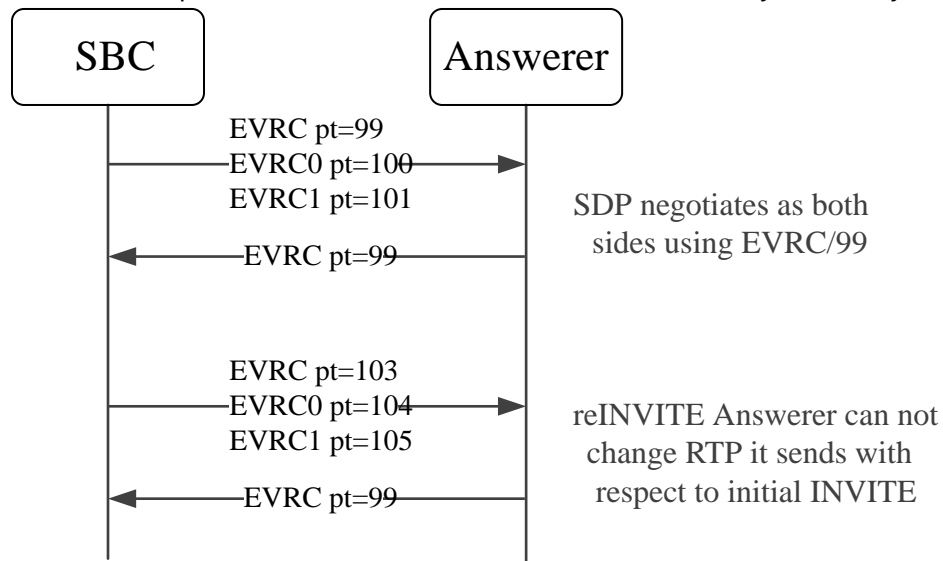 SBC
Answerer
EVRC pt=99
EVRC0 pt=100
EVRC1 pt=101
SDP negotiates as both
sides using EVRC/99
EVRC pt=99
EVRC pt=103
EVRC0 pt=104
EVRC1 pt=105
reINVITE Answerer can not
change RTP it sends with
respect to initial INVITE
EVRC pt=99